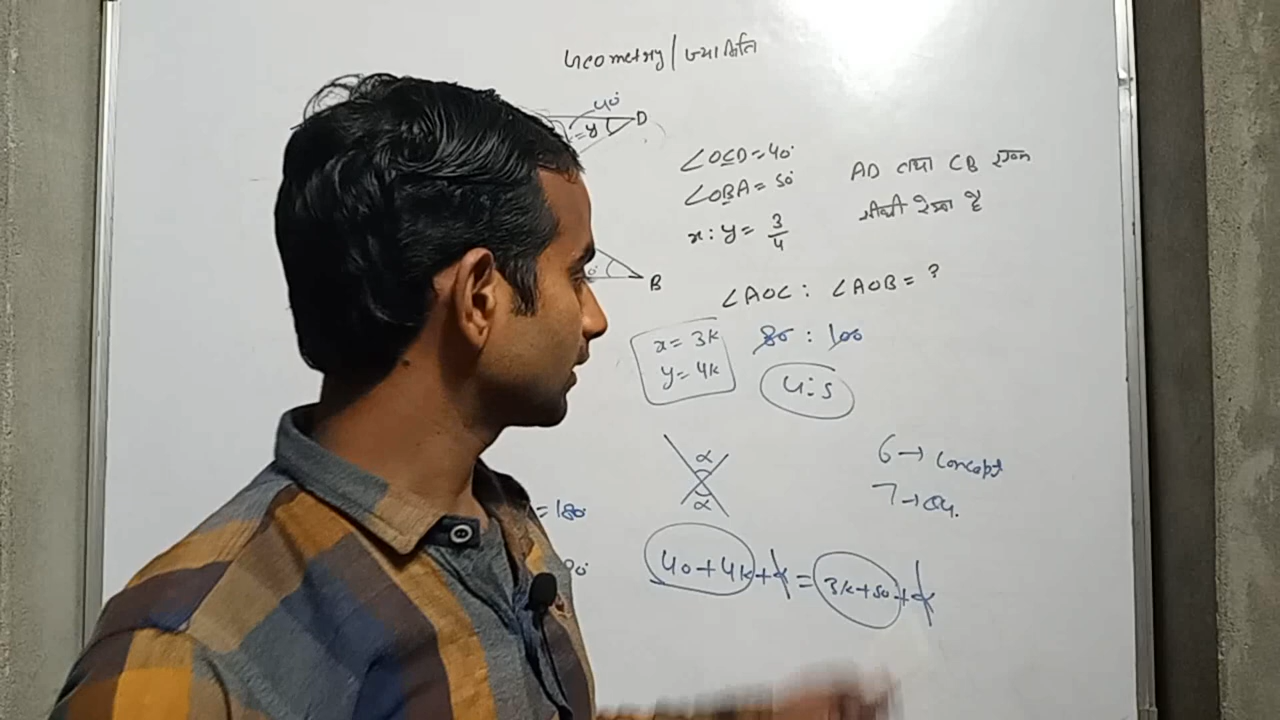 Geometry / ज्यामिति
40°
D
= y
∠OCD = 40°
∠OBA = 50°
x : y = 3/4
AD तथा CB
सीधी रेखा है
B
∠AOC : ∠AOB = ?
x = 3k
y = 4k
80 : 100
4:5
α
α
6 → Concept
7 → Qu.
= 180
40 + 4k + α = 3k + 50 + α